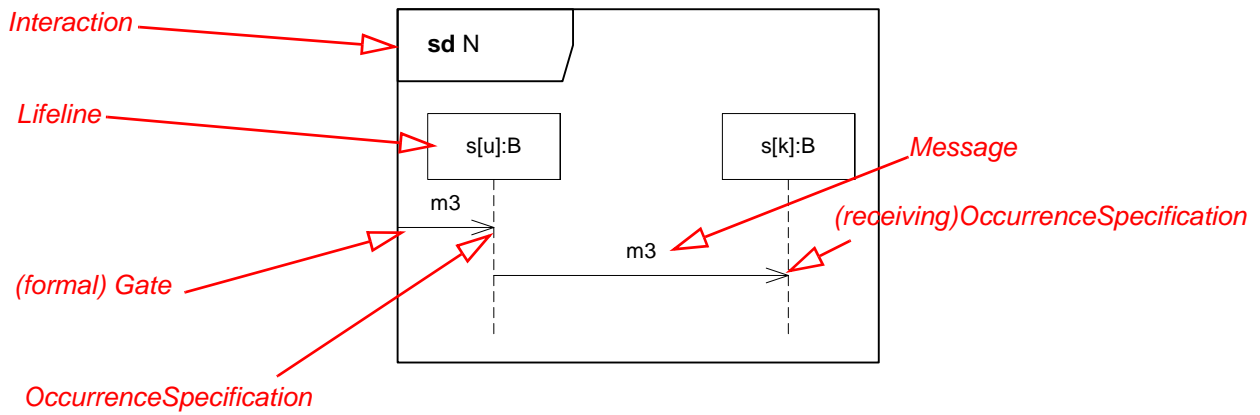 Interaction
sd N
Lifeline
s[u]:B
s[k]:B
Message
m3
(receiving)OccurrenceSpecification
m3
(formal) Gate
OccurrenceSpecification